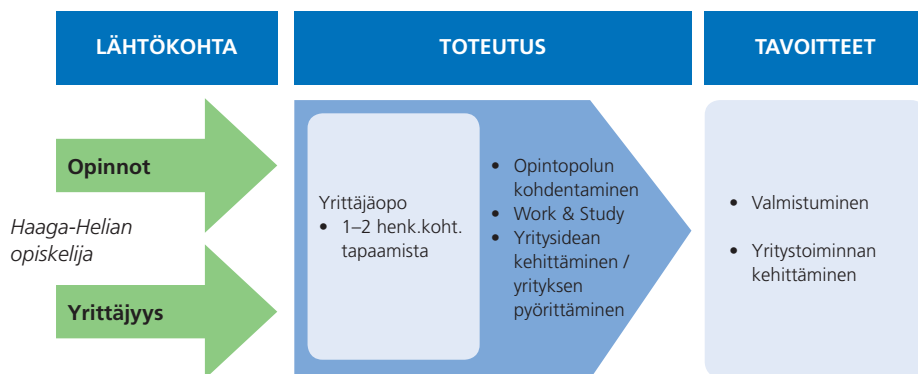 LÄHTÖKOHTA
TOTEUTUS
TAVOITTEET
Opinnot
Haaga-Helian
opiskelija
Yrittäjyys
Yrittäjäopo
• 1–2 henk.koht.
tapaamista
• Opintopolun
kohdentaminen
• Work & Study
• Yritysidean
kehittäminen /
yrityksen
pyörittäminen
• Valmistuminen
• Yritystoiminnan
kehittäminen